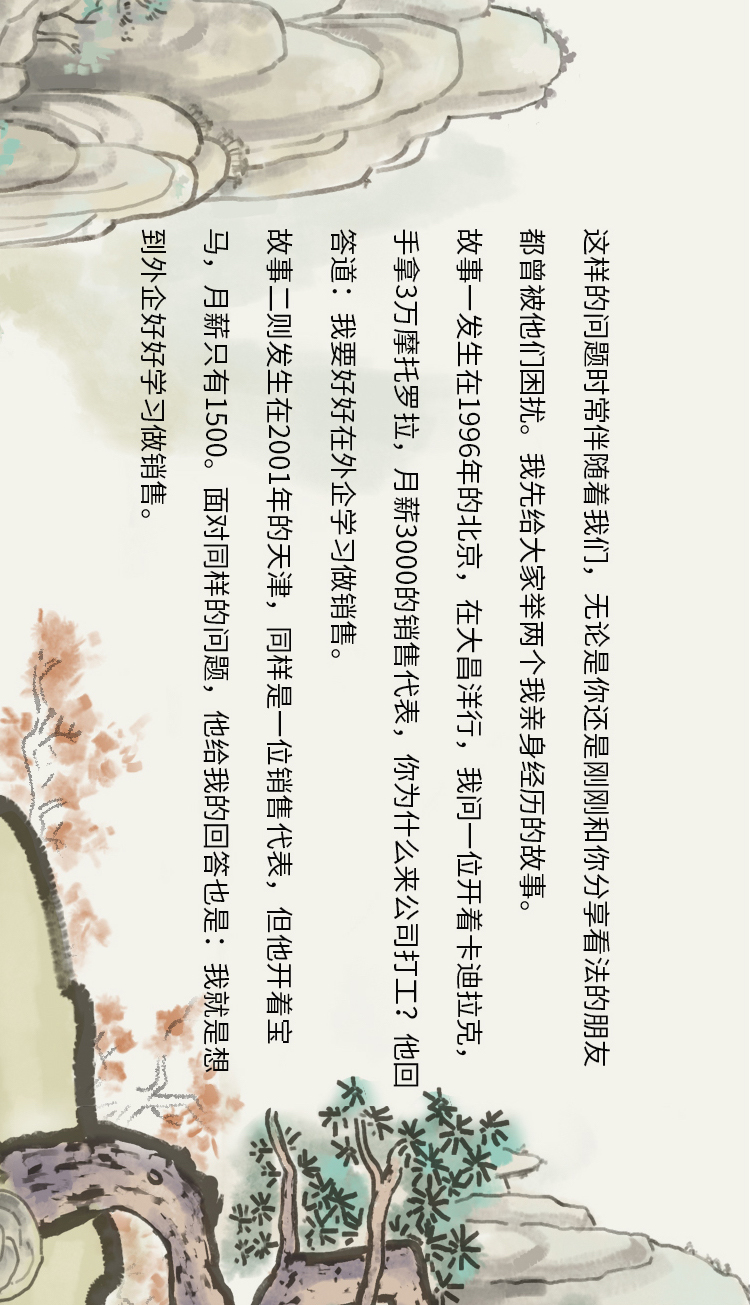 这样的问题时常伴随着我们，无论是你还是刚刚和你分享看法的朋友
都曾被他们困扰。我先给大家举两个我亲身经历的故事。
故事一发生在1996年的北京，在大昌洋行，我问一位开着卡迪拉克，
手拿3万摩托罗拉，月薪3000的销售代表，你为什么来公司打工？他回
答道：我要好好在外企学习做销售。
故事二则发生在2001年的天津，同样是一位销售代表，但他开着宝
马，月薪只有1500。面对同样的问题，他给我的回答也是：我就是想
到外企好好学习做销售。